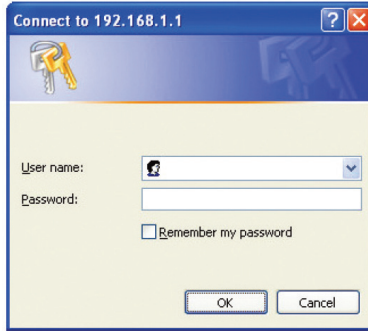 Connect to 192.168.1.1
User name:
Password:
Remember my password
OK
Cancel